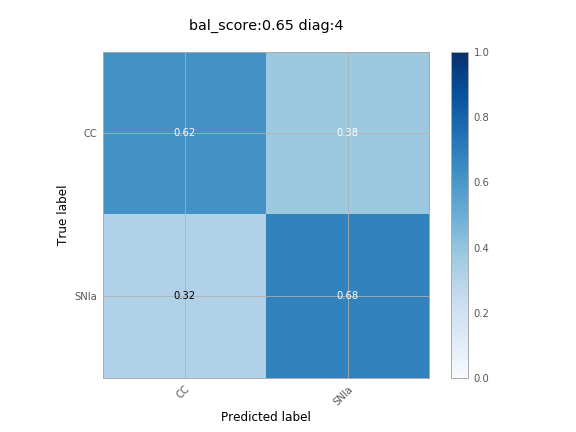 bal_score:0.65 diag:4
1.0
0.8
CC
0.62
0.38
0.6
True label
0.4
SNIa
0.32
0.68
0.2
0.0
CC
SNIa
Predicted label